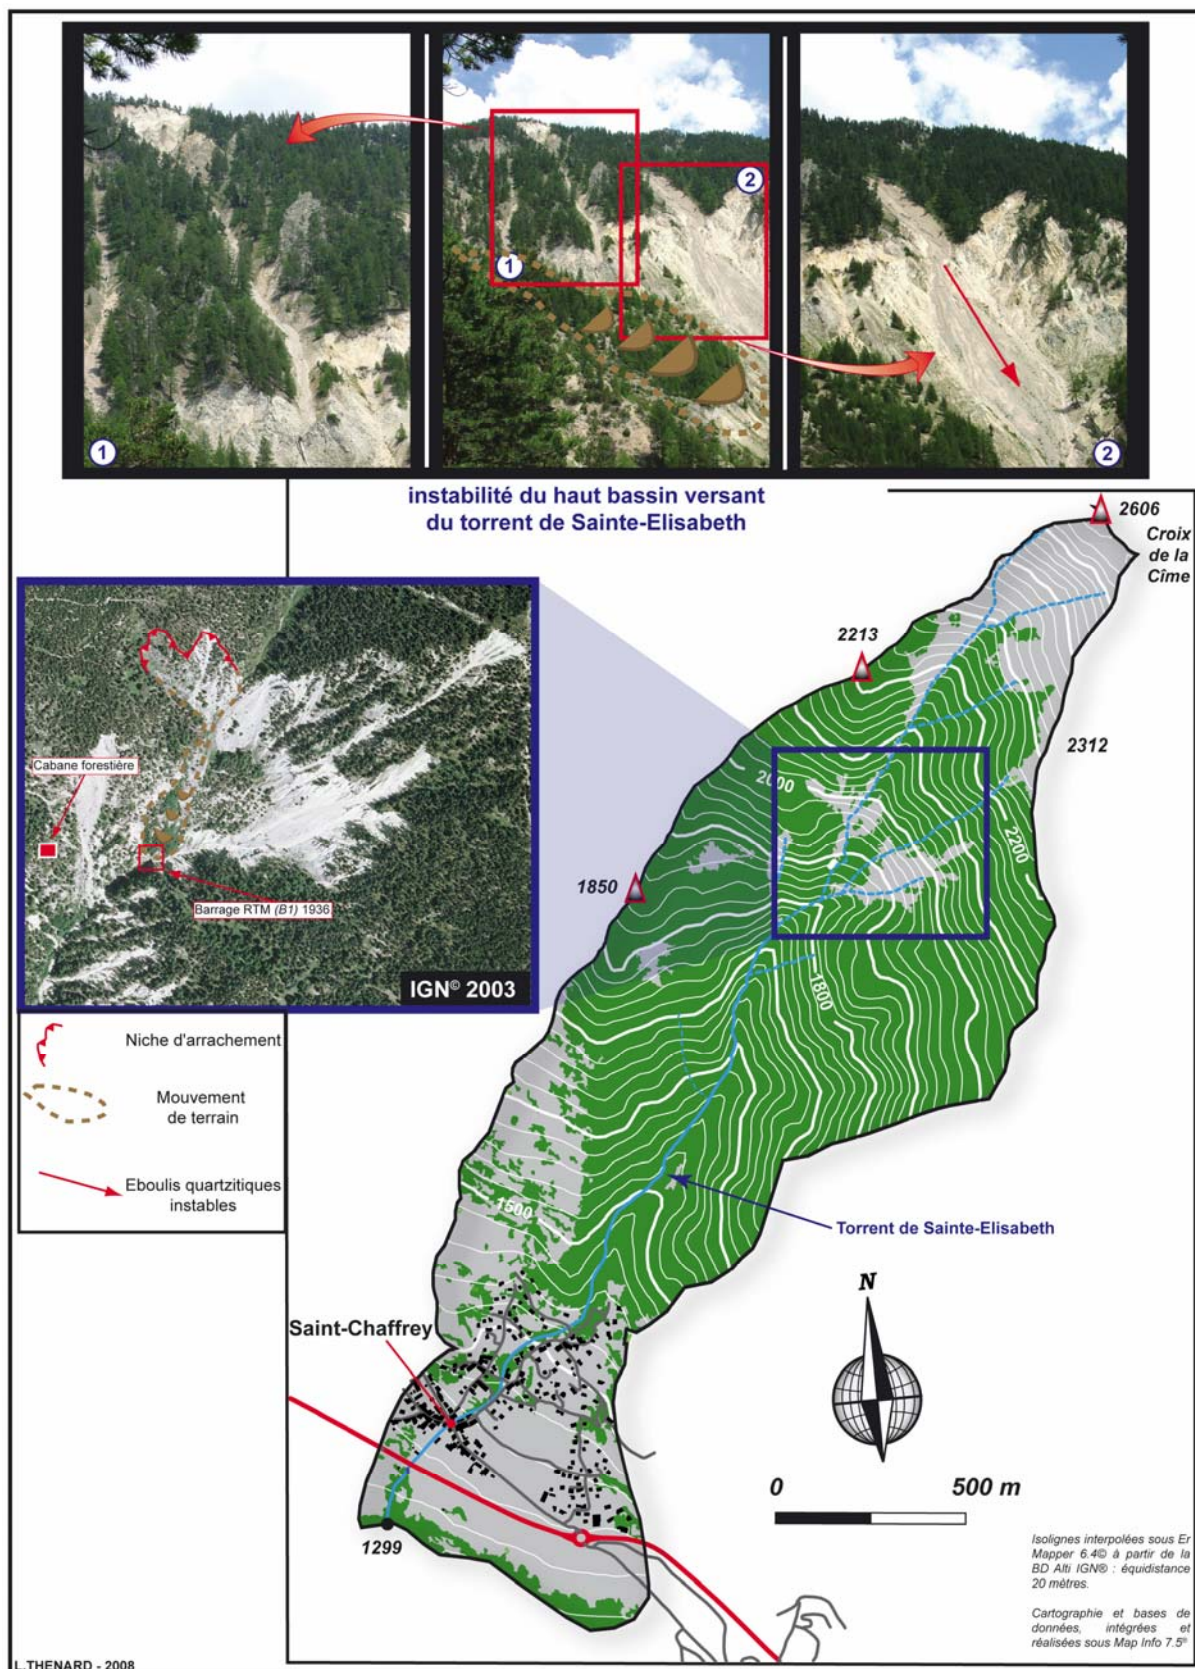 1
1
2
2
instabilité du haut bassin versant
du torrent de Sainte-Elisabeth
2606
Croix
de la
Cîme
2213
2312
2000
2200
1850
1800
Cabane forestière
Barrage RTM (B1) 1936
IGN© 2003
Niche d'arrachement
Mouvement
de terrain
Eboulis quartzitiques
instables
1500
Torrent de Sainte-Elisabeth
N
Saint-Chaffrey
0 500 m
1299
Isolignes interpolées sous Er
Mapper 6.4© à partir de la
BD Alti IGN® : équidistance
20 mètres.
Cartographie et bases de
données, intégrées et
réalisées sous Map Info 7.5®
L.THENARD - 2008